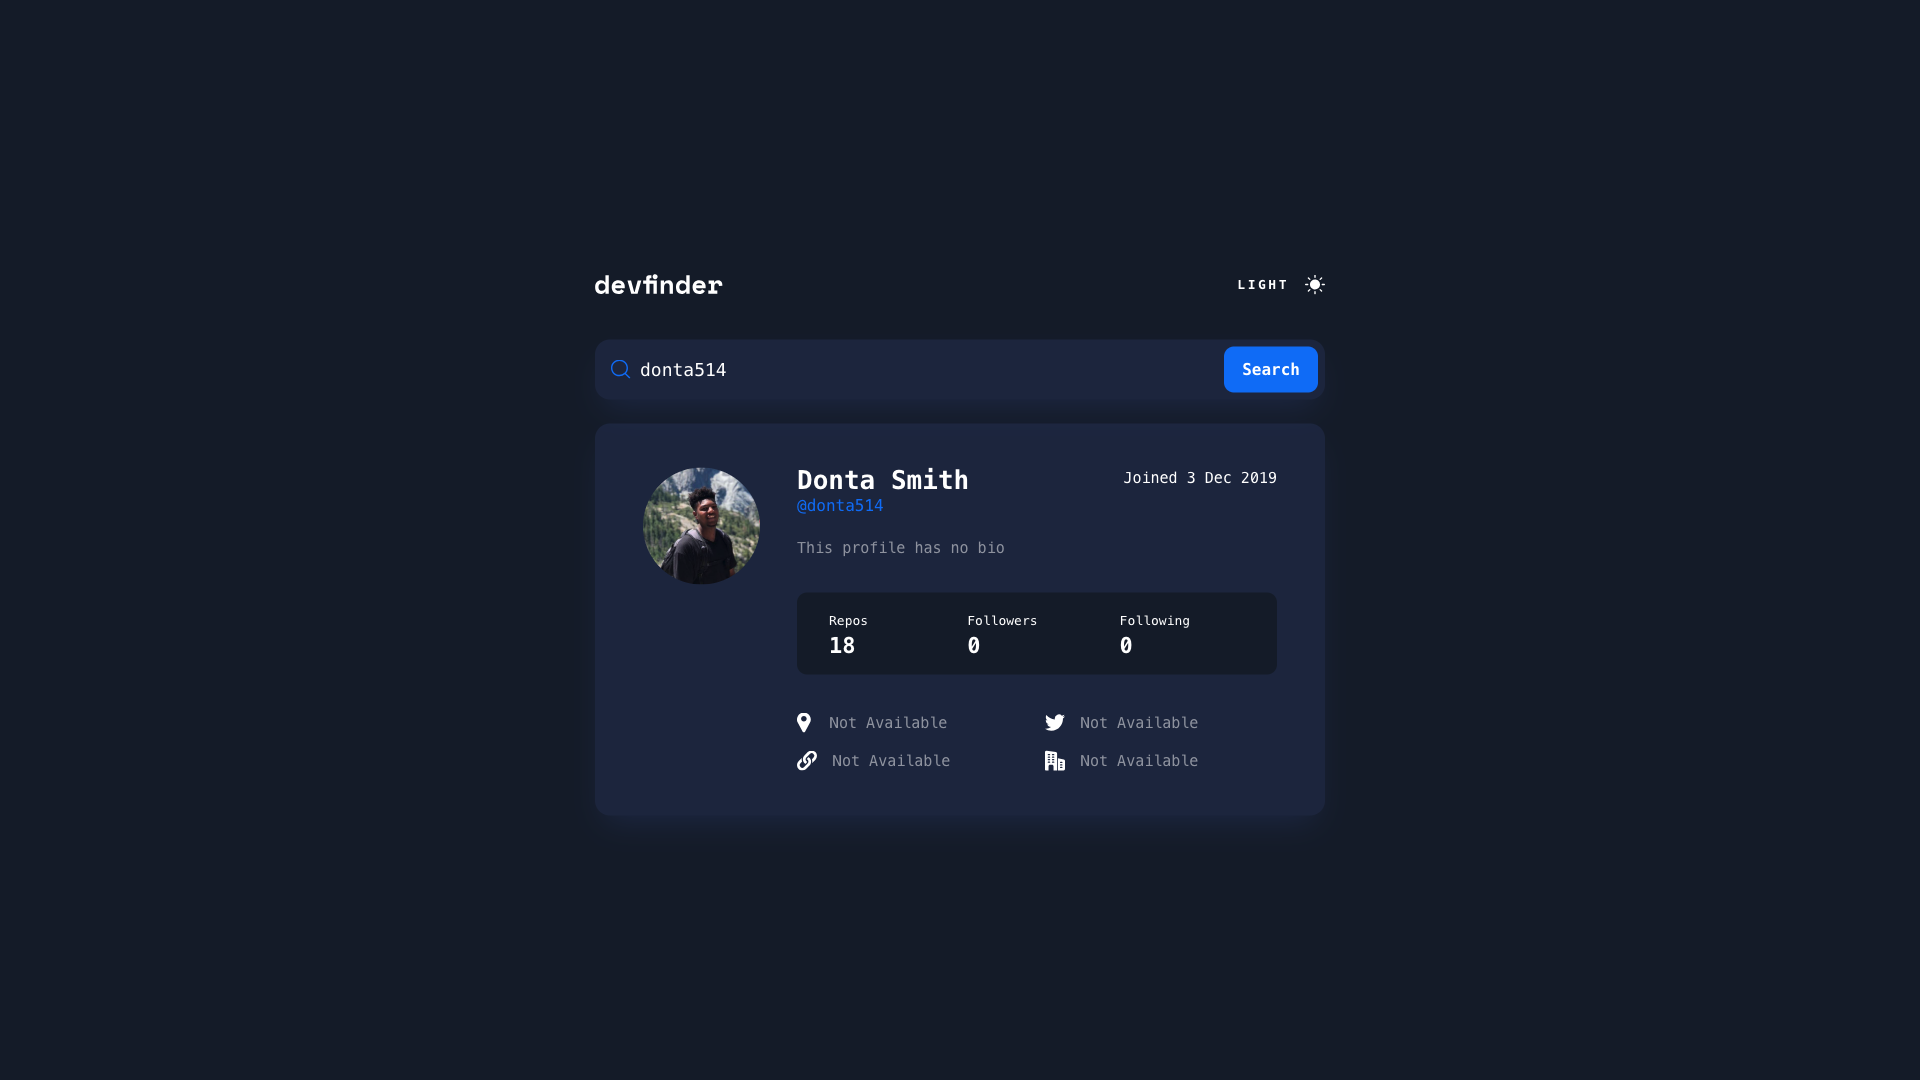 devfinder
LIGHT
donta514
Search
Donta Smith
Joined 3 Dec 2019
@donta514
This profile has no bio
Repos
Followers
Following
18
0
0
Not Available
Not Available
Not Available
Not Available